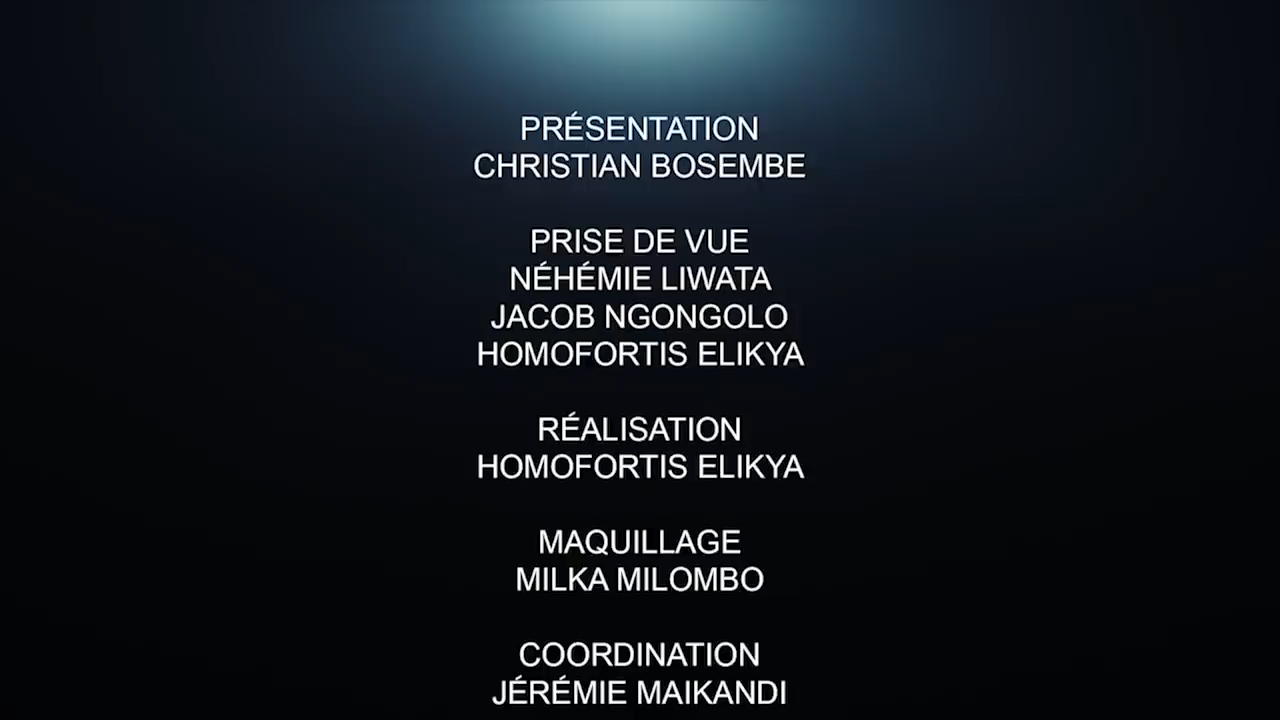 PRÉSENTATION
CHRISTIAN BOSEMBE
PRISE DE VUE
NÉHÉMIE LIWATA
JACOB NGONGOLO
HOMOFORTIS ELIKYA
RÉALISATION
HOMOFORTIS ELIKYA
MAQUILLAGE
MILKA MILOMBO
COORDINATION
JÉRÉMIE MAIKANDI